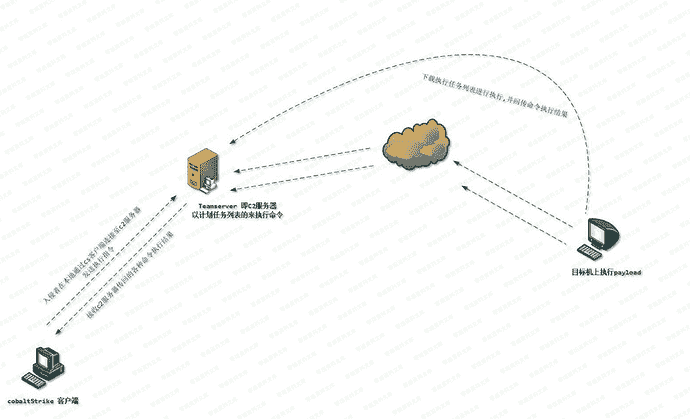 下载执行任务列表进行执行,并回传命令执行结果
Teamserver 即C2服务器
以计划任务列表的来执行命令
入侵者在本地通过CS客户端连接至C2服务器
发送执行指令
接收C2服务器传回的各种命令执行结果
目标机上执行payload
cobaltStrike 客户端